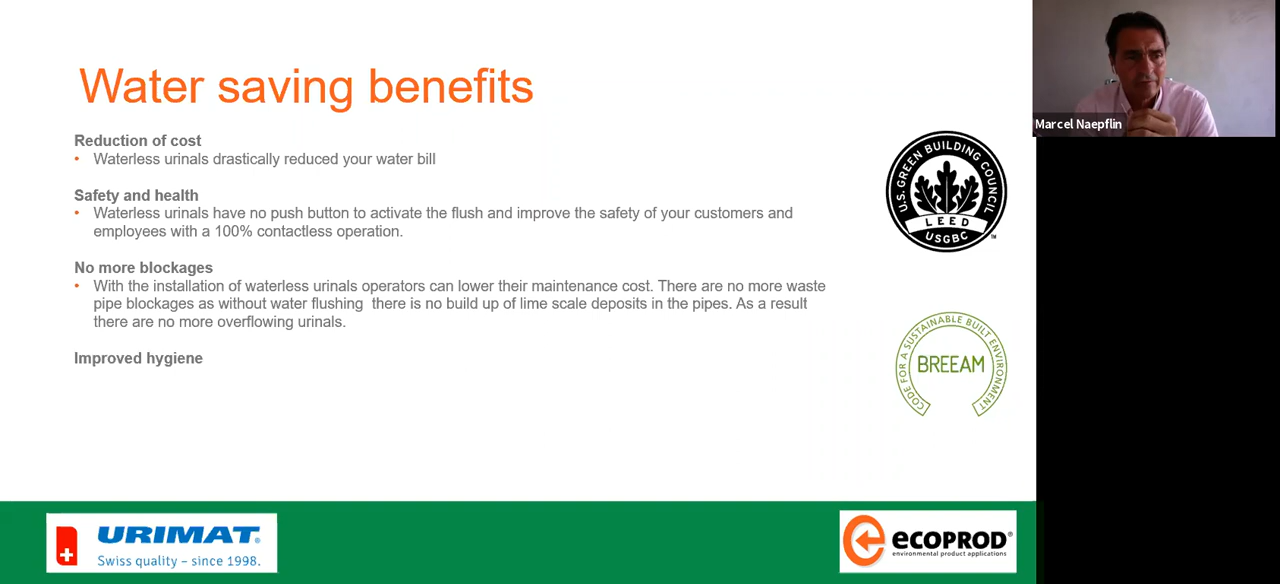 Water saving benefits
Reduction of cost
• Waterless urinals drastically reduced your water bill
Safety and health
• Waterless urinals have no push button to activate the flush and improve the safety of your customers and
employees with a 100% contactless operation.
No more blockages
• With the installation of waterless urinals operators can lower their maintenance cost. There are no more waste
pipe blockages as without water flushing  there is no build up of lime scale deposits in the pipes. As a result
there are no more overflowing urinals.
Improved hygiene
U.S. GREEN BUILDING COUNCIL
LEED
USGBC
™
CODE FOR A SUSTAINABLE BUILT ENVIRONMENT
BREEAM
Marcel Naepflin
URIMAT®
Swiss quality – since 1998.
ECOPROD®
environmental product applications